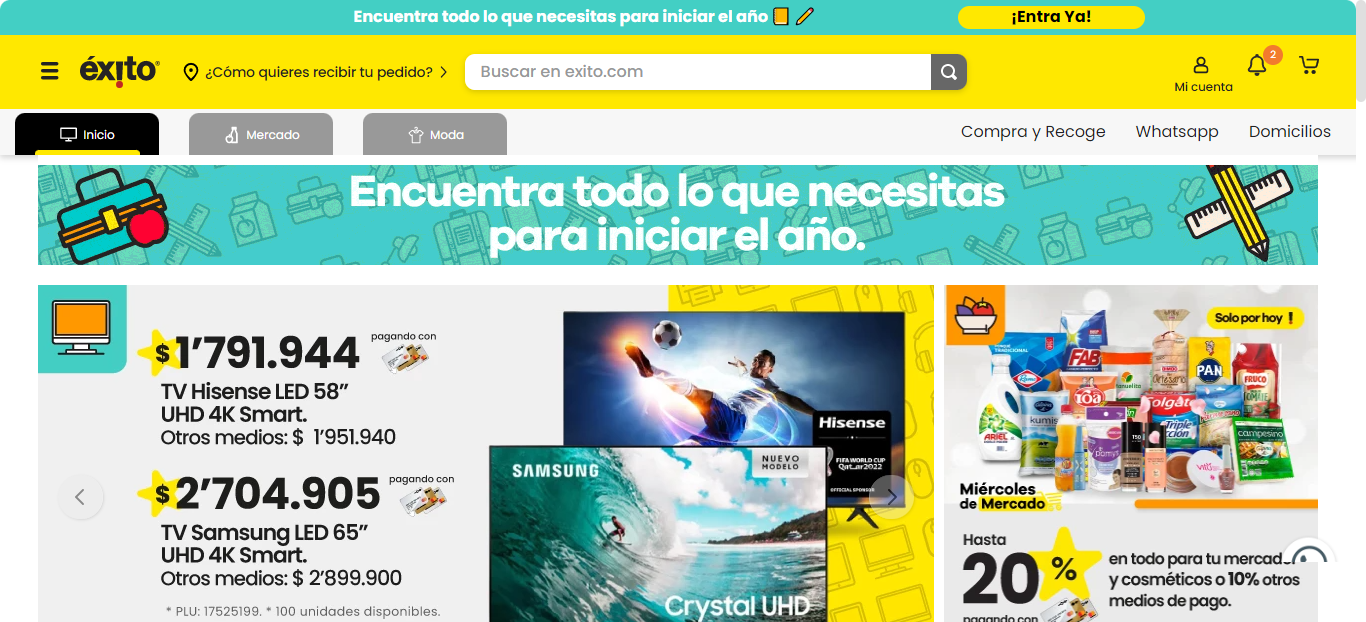 Encuentra todo lo que necesitas para iniciar el año
¡Entra Ya!
éxito
¿Cómo quieres recibir tu pedido?
Buscar en exito.com
Mi cuenta
2
Inicio
Mercado
Moda
Compra y Recoge
Whatsapp
Domicilios
Encuentra todo lo que necesitas
para iniciar el año.
$1’791.944
pagando con
TV Hisense LED 58”
UHD 4K Smart.
Otros medios: $ 1’951.940
$2’704.905
pagando con
TV Samsung LED 65”
UHD 4K Smart.
Otros medios: $ 2’899.900
* PLU: 17525199. * 100 unidades disponibles.
Hisense
FIFA WORLD CUP
Qatar2022
OFFICIAL SPONSOR
SAMSUNG
NUEVO
MODELO
Crystal UHD
Solo por hoy !
TRADICIONAL
FAB
PAN
FRUCO
ARIEL
kumis
Colgate
Triple
campesino
Miércoles
de Mercado
Hasta
20 %
pagando con
en todo para tu mercado
y cosméticos o 10% otros
medios de pago.